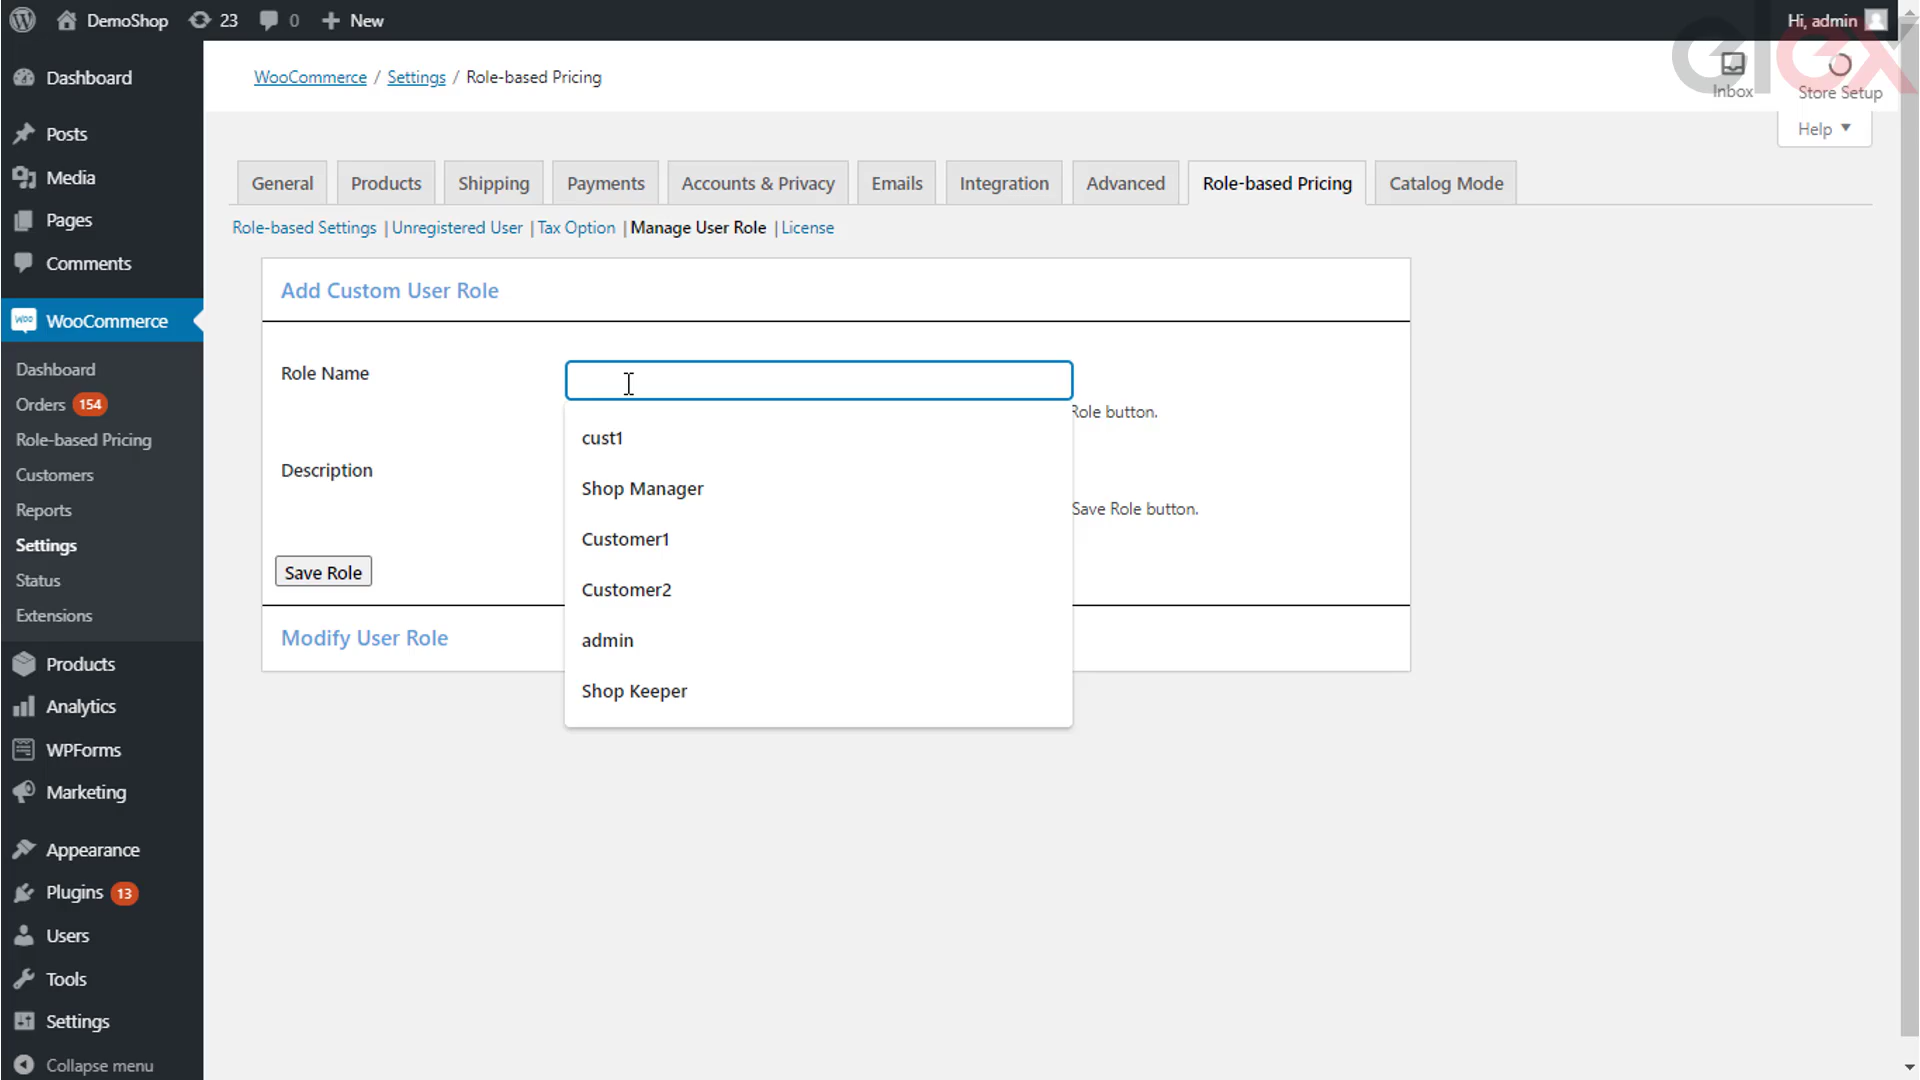 DemoShop 23 0 New Hi, admin
elex
WooCommerce / Settings / Role-based Pricing
Inbox Store Setup
Help
General Products Shipping Payments Accounts & Privacy Emails Integration Advanced Role-based Pricing Catalog Mode
Role-based Settings | Unregistered User | Tax Option | Manage User Role | License
Dashboard
Posts
Media
Pages
Comments
Woo WooCommerce
Dashboard
Orders 154
Role-based Pricing
Customers
Reports
Settings
Status
Extensions
Products
Analytics
WPForms
Marketing
Appearance
Plugins 13
Users
Tools
Settings
Collapse menu
Add Custom User Role
Role Name
Role button.
Description
Save Role button.
Save Role
Modify User Role
cust1
Shop Manager
Customer1
Customer2
admin
Shop Keeper